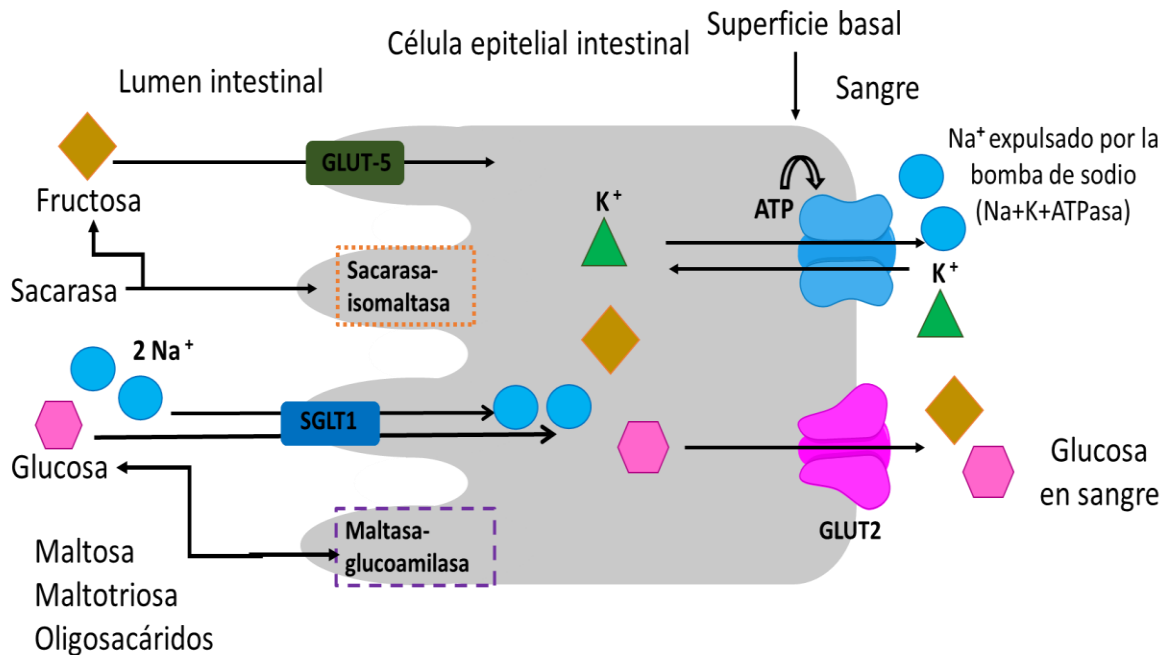 Superficie basal
Célula epitelial intestinal
Lumen intestinal
Sangre
Na⁺ expulsado por la
bomba de sodio
(Na+K+ATPasa)
GLUT-5
Fructosa
K⁺
ATP
K⁺
Sacarasa
Sacarasa-
isomaltasa
2 Na⁺
SGLT1
Glucosa
Glucosa
en sangre
GLUT2
Maltasa-
glucoamilasa
Maltosa
Maltotriosa
Oligosacáridos